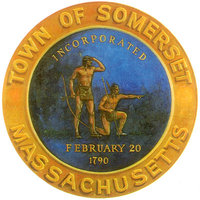 TOWN OF SOMERSET
INCORPORATED
FEBRUARY 20
1790
MASSACHUSETTS